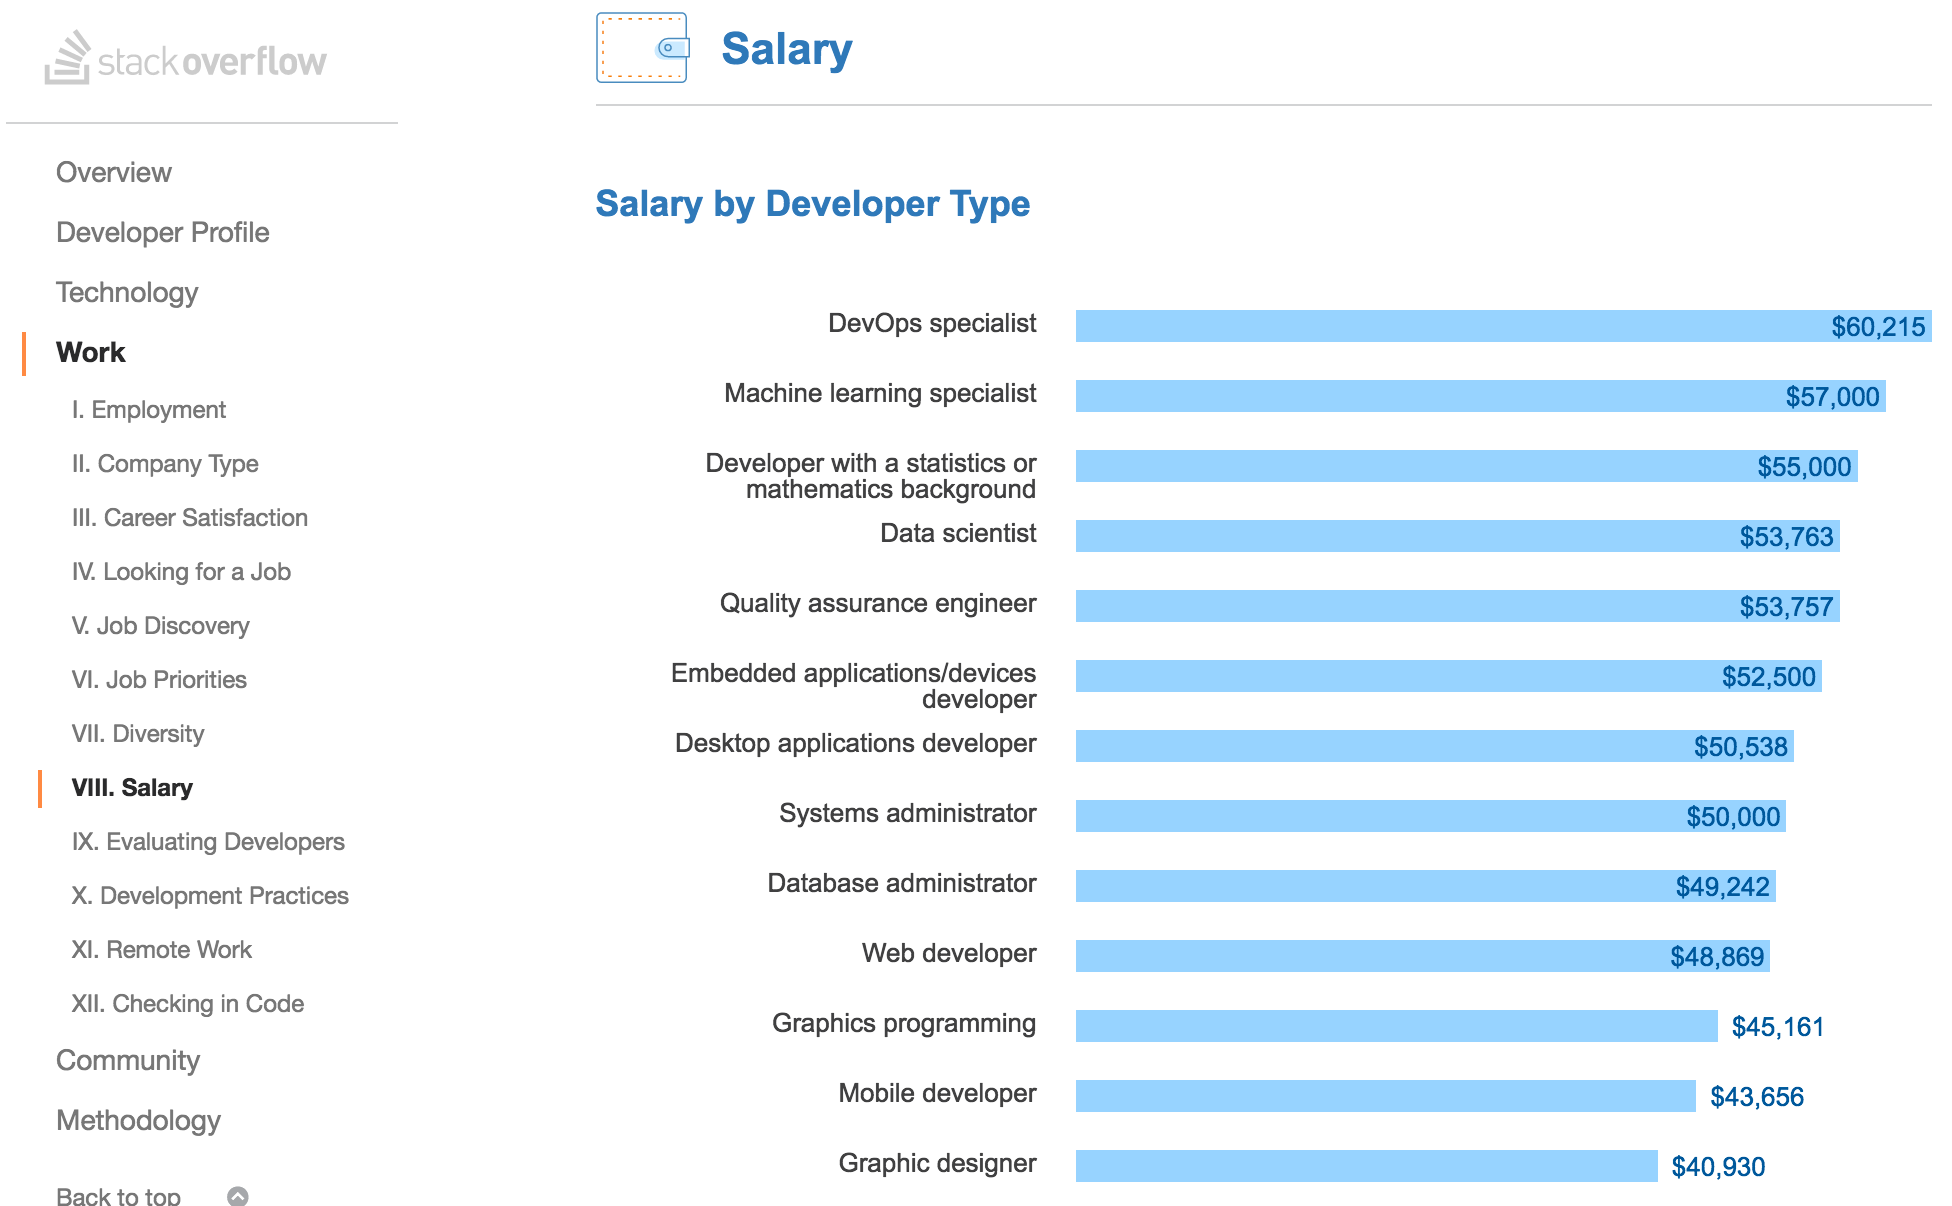 stackoverflow
Overview
Developer Profile
Technology
Work
I. Employment
II. Company Type
III. Career Satisfaction
IV. Looking for a Job
V. Job Discovery
VI. Job Priorities
VII. Diversity
VIII. Salary
IX. Evaluating Developers
X. Development Practices
XI. Remote Work
XII. Checking in Code
Community
Methodology
Back to top
Salary
Salary by Developer Type
DevOps specialist $60,215
Machine learning specialist $57,000
Developer with a statistics or
mathematics background $55,000
Data scientist $53,763
Quality assurance engineer $53,757
Embedded applications/devices
developer $52,500
Desktop applications developer $50,538
Systems administrator $50,000
Database administrator $49,242
Web developer $48,869
Graphics programming $45,161
Mobile developer $43,656
Graphic designer $40,930